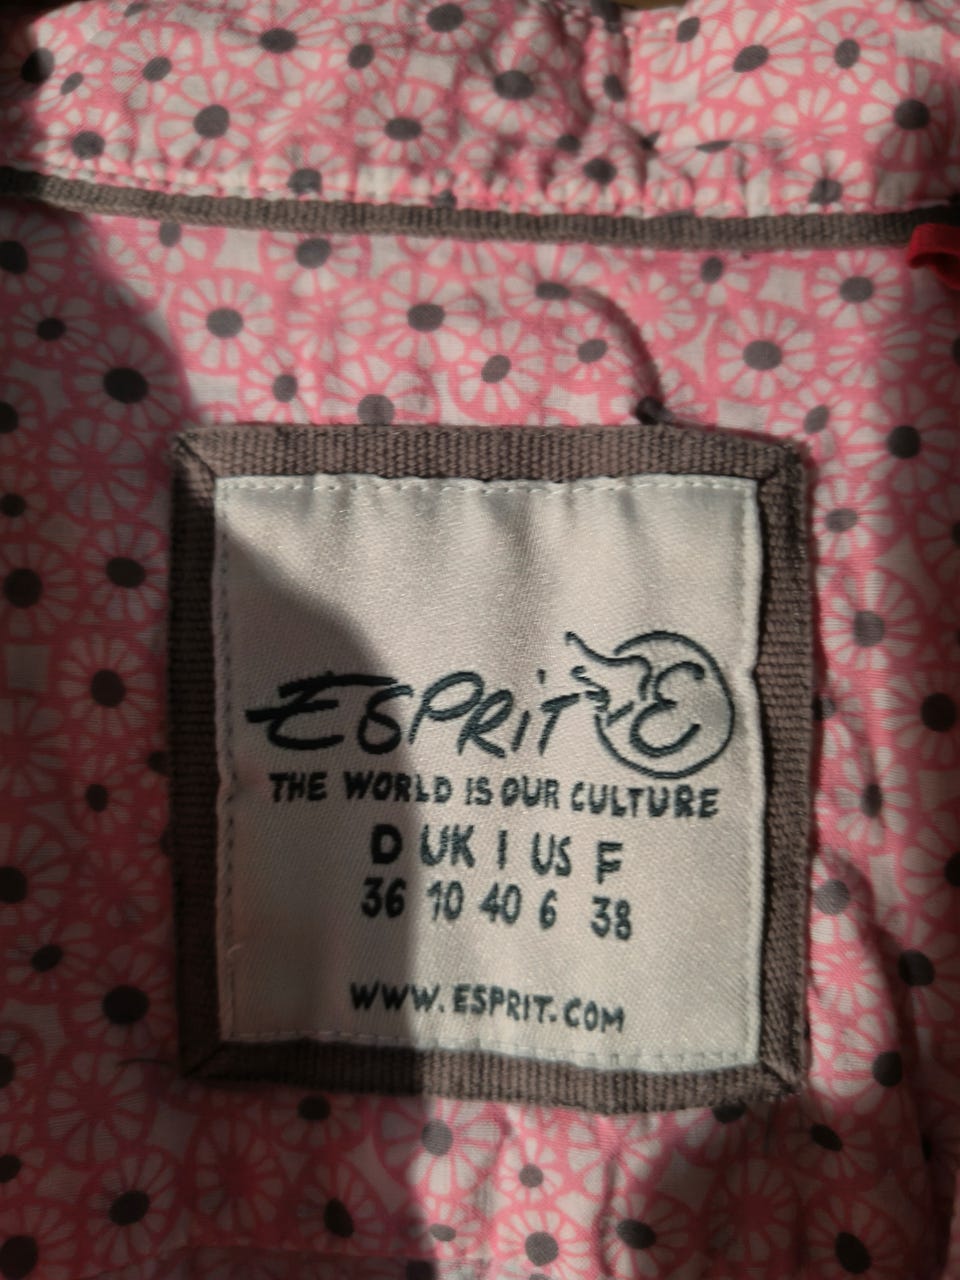 ESPRIT E
THE WORLD IS OUR CULTURE
D UK I US F
36 10 40 6 38
WWW.ESPRIT.COM